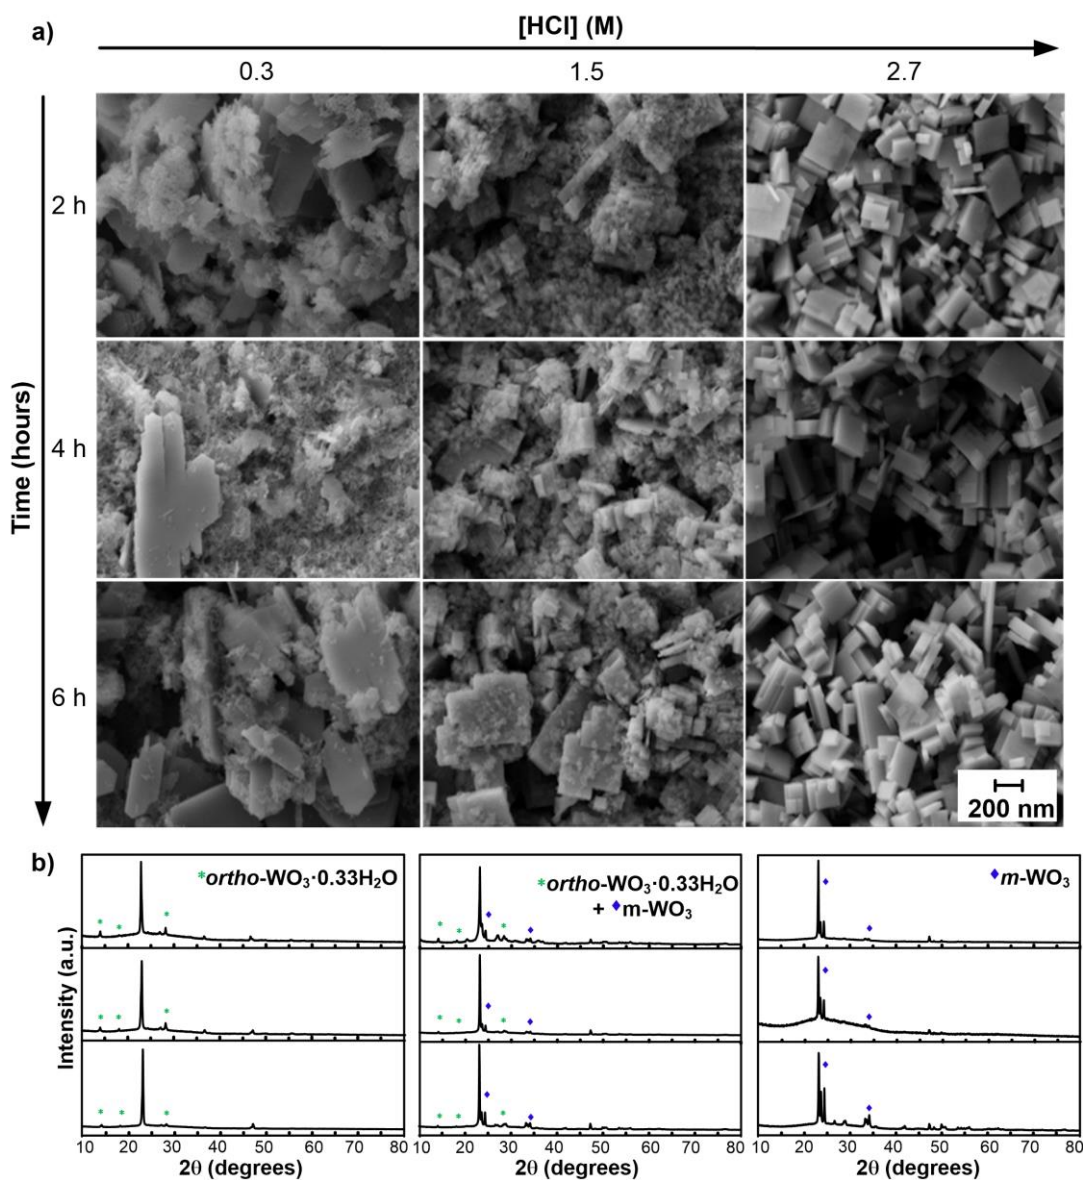 a)
[HCl] (M)
0.3 1.5 2.7
Time (hours)
2 h
4 h
6 h
200 nm
b)
Intensity (a.u.)
*ortho-WO₃·0.33H₂O
*ortho-WO₃·0.33H₂O
+ ♦m-WO₃
♦m-WO₃
10 20 30 40 50 60 70 80
10 20 30 40 50 60 70 80
10 20 30 40 50 60 70 80
2θ (degrees) 2θ (degrees) 2θ (degrees)